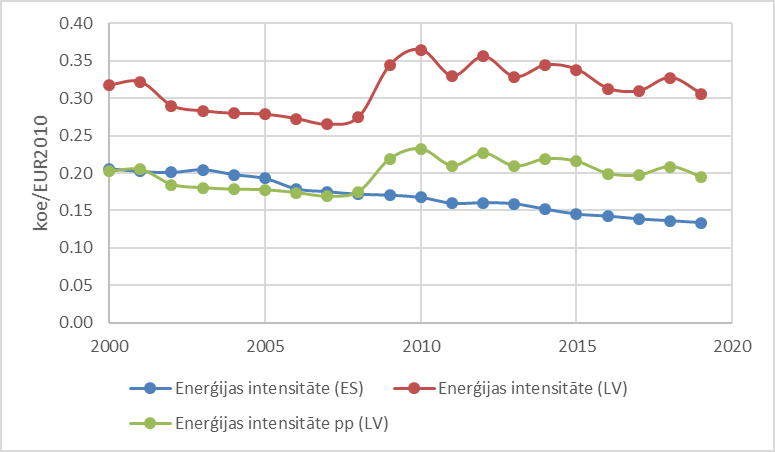 0.40
0.35
0.30
0.25
0.20
0.15
0.10
0.05
0.00
koe/EUR2010
2000 2005 2010 2015 2020
Enerģijas intensitāte (ES) Enerģijas intensitāte (LV)
Enerģijas intensitāte pp (LV)